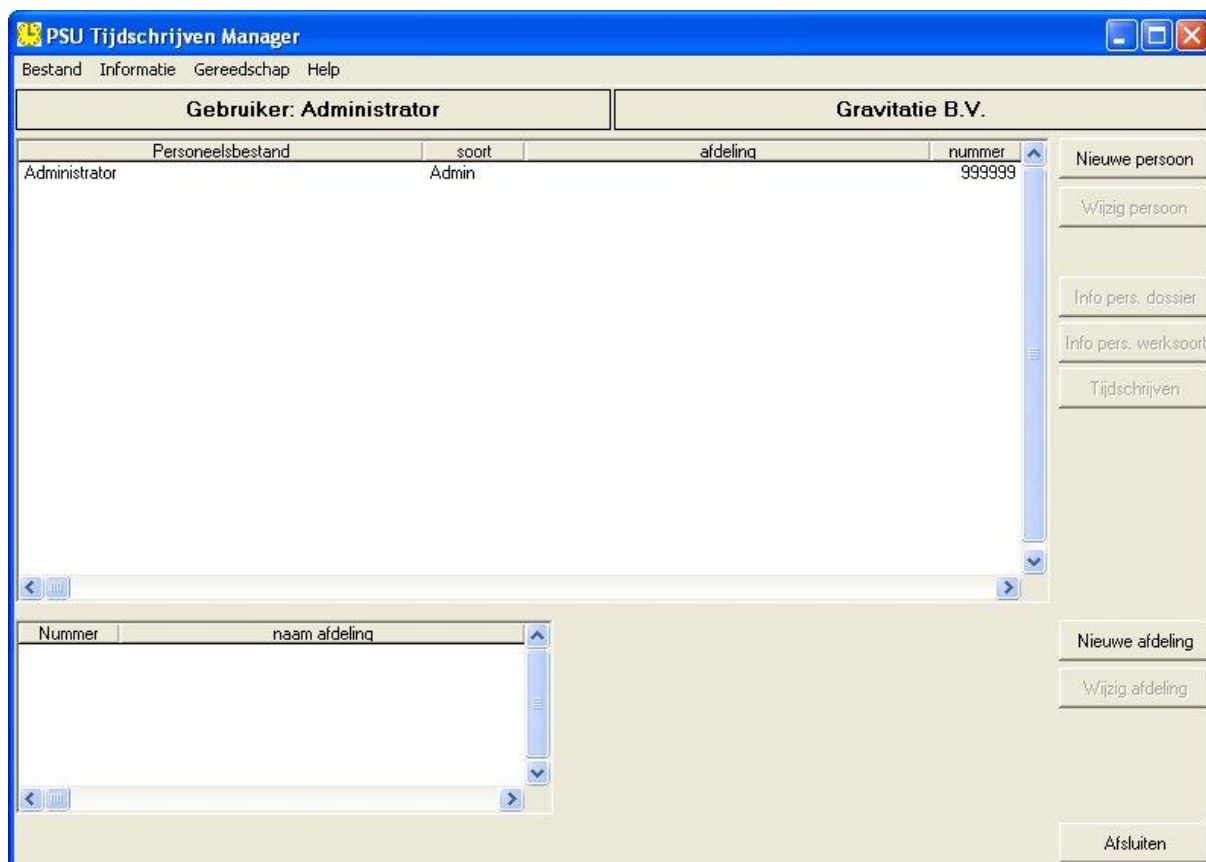 PSU Tijdschrijven Manager
Bestand Informatie Gereedschap Help
Gebruiker: Administrator Gravitatie B.V.
Personeelsbestand soort afdeling nummer
Administrator Admin 999999
Nieuwe persoon
Wijzig persoon
Info pers. dossier
Info pers. werksoort
Tijdschrijven
Nummer naam afdeling
Nieuwe afdeling
Wijzig afdeling
Afsluiten